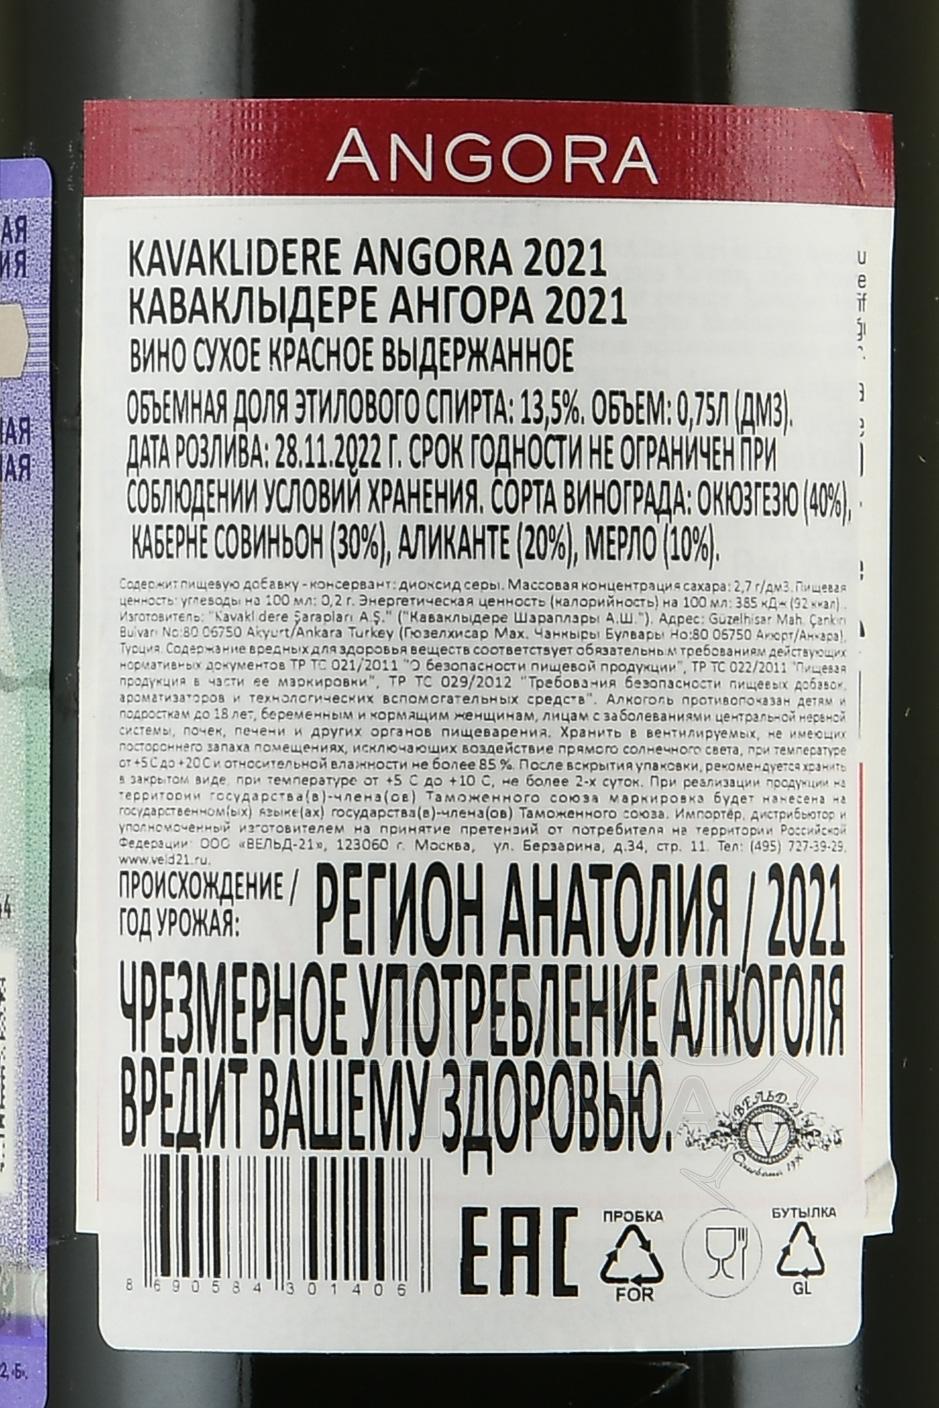 ANGORA
KAVAKLIDERE ANGORA 2021
КАВАКЛЫДЕРЕ АНГОРА 2021
ВИНО СУХОЕ КРАСНОЕ ВЫДЕРЖАННОЕ
ОБЪЕМНАЯ ДОЛЯ ЭТИЛОВОГО СПИРТА: 13,5%. ОБЪЕМ: 0,75Л (ДМ3).
ДАТА РОЗЛИВА: 28.11.2022 Г. СРОК ГОДНОСТИ НЕ ОГРАНИЧЕН ПРИ
СОБЛЮДЕНИИ УСЛОВИЙ ХРАНЕНИЯ. СОРТА ВИНОГРАДА: ОКЮЗГЕЗЮ (40%),
КАБЕРНЕ СОВИНЬОН (30%), АЛИКАНТЕ (20%), МЕРЛО (10%).
Содержит пищевую добавку - консервант: диоксид серы. Массовая концентрация сахара: 2,7 г/дм3. Пищевая
ценность: углеводы на 100 мл: 0,2 г. Энергетическая ценность (калорийность) на 100 мл: 385 кДж (92 ккал).
Изготовитель: "Kavaklidere Şarapları A.Ş." ("Каваклыдере Шараплары А.Ш."). Адрес: Güzelhisar Mah. Çankırı
Bulvarı No:80 06750 Akyurt/Ankara Turkey (Гюзелхисар Мах. Чанкыры Булвары Но:80 06750 Акюрт/Анкара),
Турция. Содержание вредных для здоровья веществ соответствует обязательным требованиям действующих
нормативных документов ТР ТС 021/2011 "О безопасности пищевой продукции", ТР ТС 022/2011 "Пищевая
продукция в части ее маркировки", ТР ТС 029/2012 "Требования безопасности пищевых добавок,
ароматизаторов и технологических вспомогательных средств". Алкоголь противопоказан детям и
подросткам до 18 лет, беременным и кормящим женщинам, лицам с заболеваниями центральной нервной
системы, почек, печени и других органов пищеварения. Хранить в вентилируемых, не имеющих
постороннего запаха помещениях, исключающих воздействие прямого солнечного света, при температуре
от +5 С до +20 С и относительной влажности не более 85 %. После вскрытия упаковки, рекомендуется хранить
в закрытом виде, при температуре от +5 С до +10 С, не более 2-х суток. При реализации продукции на
территории государства(в)-члена(ов) Таможенного союза маркировка будет нанесена на
государственном(ых) языке(ах) государства(в)-члена(ов) Таможенного союза. Импортёр, дистрибьютор и
уполномоченный изготовителем на принятие претензий от потребителя на территории Российской
Федерации: ООО «ВЕЛЬД-21», 123060 г. Москва, ул. Берзарина, д.34, стр. 11. Тел: (495) 727-39-29.
www.veld21.ru.
ПРОИСХОЖДЕНИЕ /
ГОД УРОЖАЯ:
РЕГИОН АНАТОЛИЯ / 2021
ЧРЕЗМЕРНОЕ УПОТРЕБЛЕНИЕ АЛКОГОЛЯ
ВРЕДИТ ВАШЕМУ ЗДОРОВЬЮ.
ВЕЛЬД-21
V
8 690584 301406
EAC
ПРОБКА
FOR
БУТЫЛКА
GL